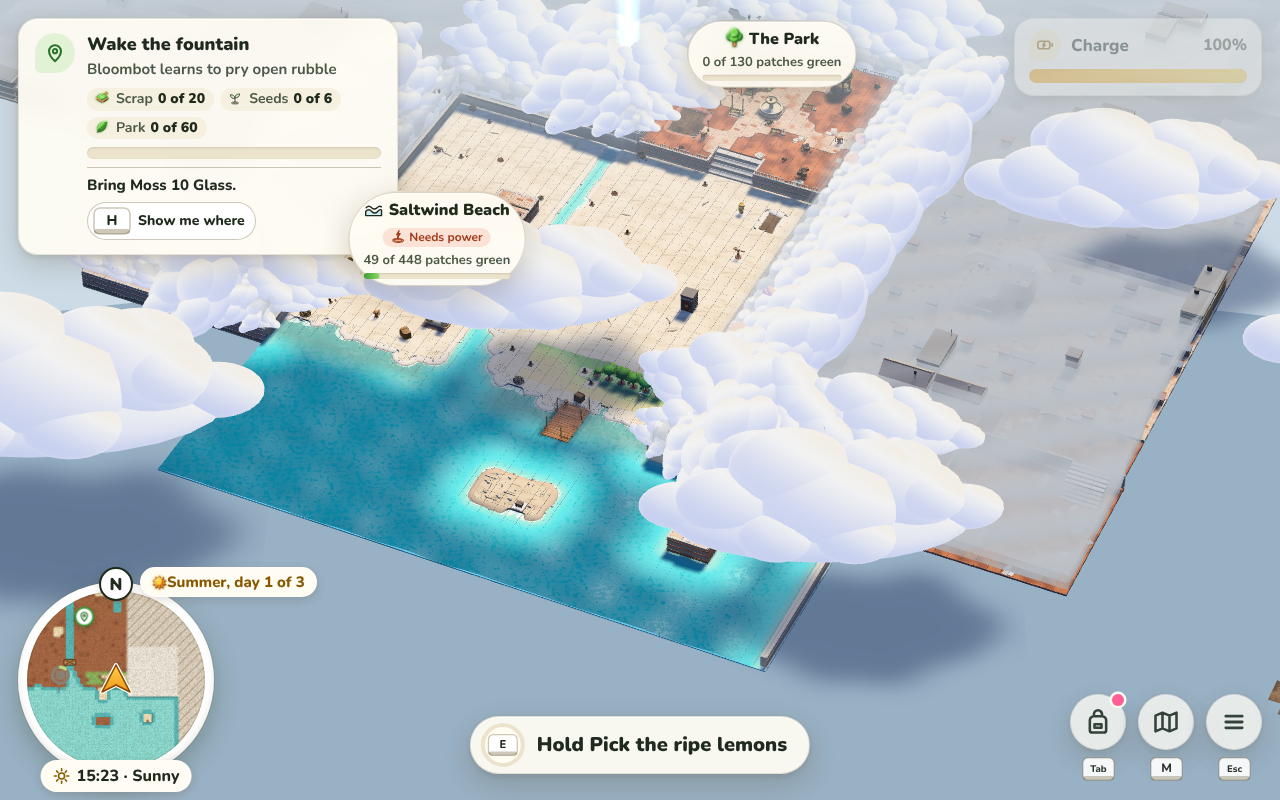 Wake the fountain
Bloombot learns to pry open rubble
Scrap 0 of 20 Seeds 0 of 6
Park 0 of 60
Bring Moss 10 Glass.
H Show me where
The Park
0 of 130 patches green
Charge 100%
Saltwind Beach
Needs power
49 of 448 patches green
N
Summer, day 1 of 3
15:23 · Sunny
E Hold Pick the ripe lemons
Tab M Esc